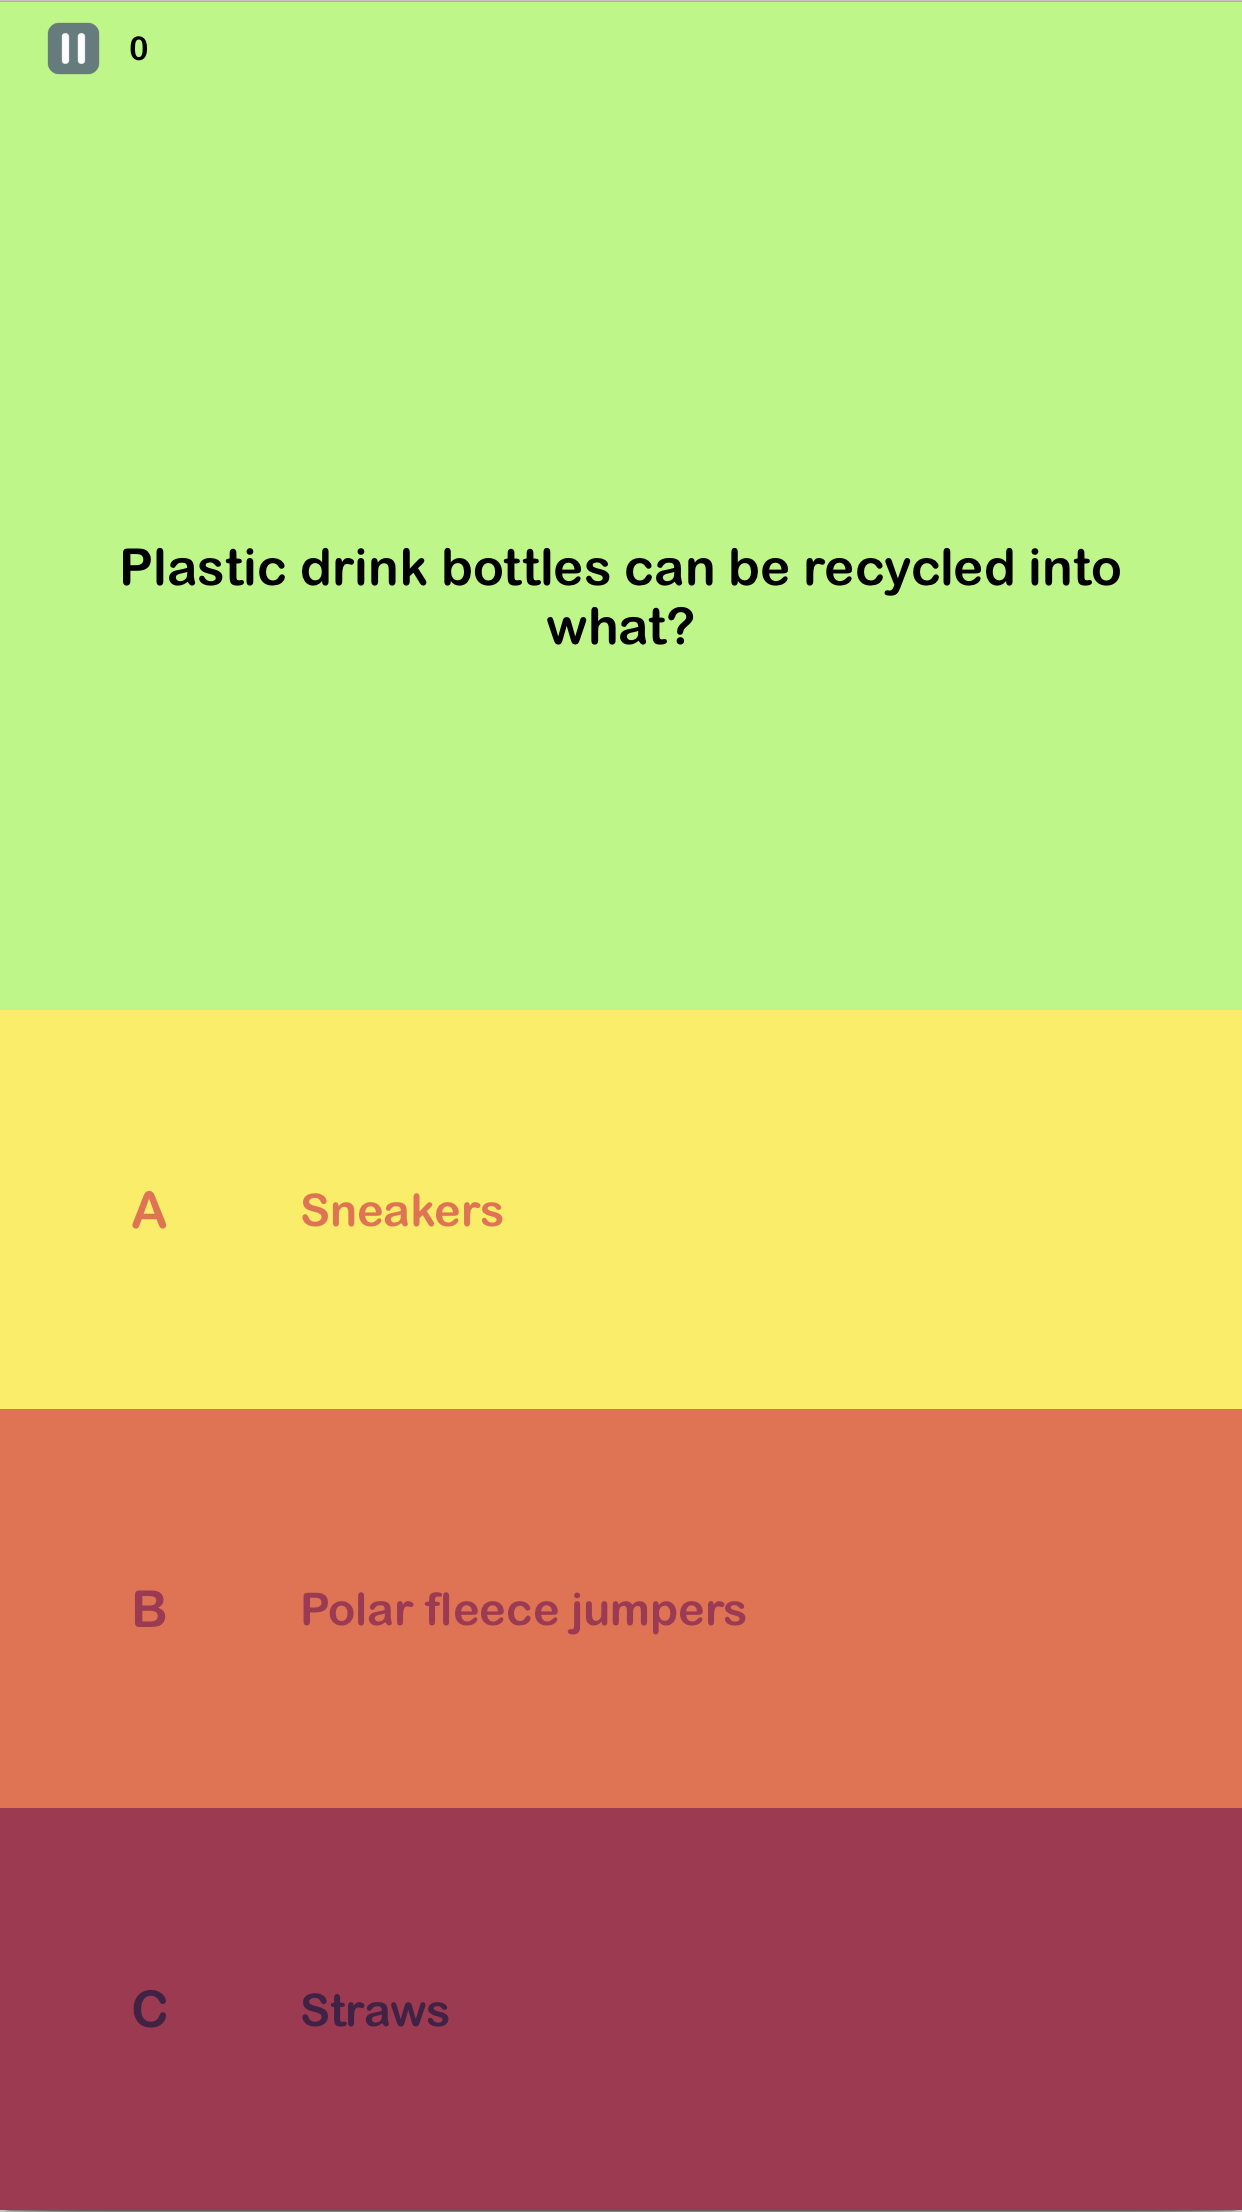 0
Plastic drink bottles can be recycled into
what?
A Sneakers
B Polar fleece jumpers
C Straws